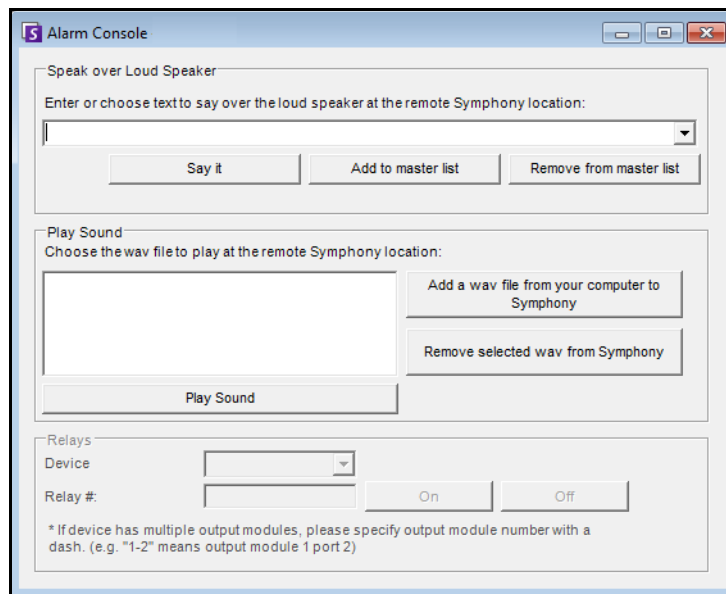 Alarm Console
Speak over Loud Speaker
Enter or choose text to say over the loud speaker at the remote Symphony location:
Say it
Add to master list
Remove from master list
Play Sound
Choose the wav file to play at the remote Symphony location:
Add a wav file from your computer to
Symphony
Remove selected wav from Symphony
Play Sound
Relays
Device
Relay #:
On
Off
* If device has multiple output modules, please specify output module number with a
dash. (e.g. "1-2" means output module 1 port 2)